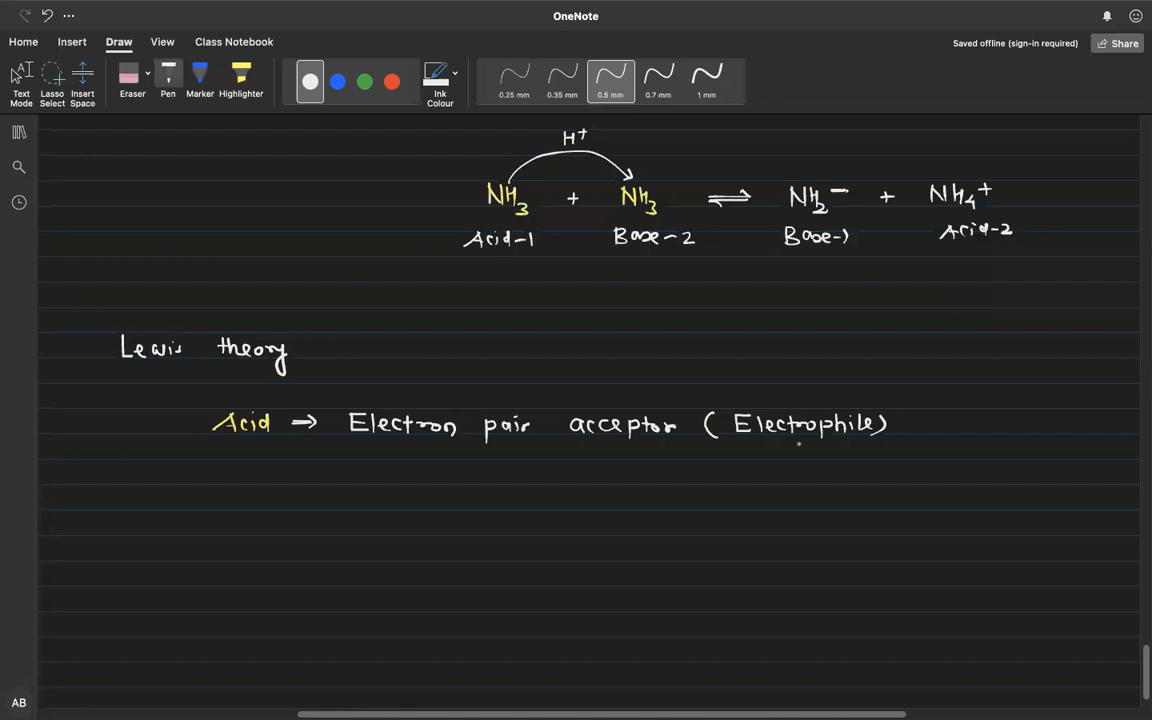 OneNote
Home Insert Draw View Class Notebook
Saved offline (sign-in required) Share
Text Mode
Lasso Select
Insert Space
Eraser
Pen
Marker
Highlighter
Ink Colour
0.25 mm 0.35 mm 0.5 mm 0.7 mm 1 mm
H+
NH3 + NH3 ⇌ NH2− + NH4+
Acid-1 Base-2 Base-1 Acid-2
Lewis theory
Acid ⇒ Electron pair acceptor (Electrophile)
AB